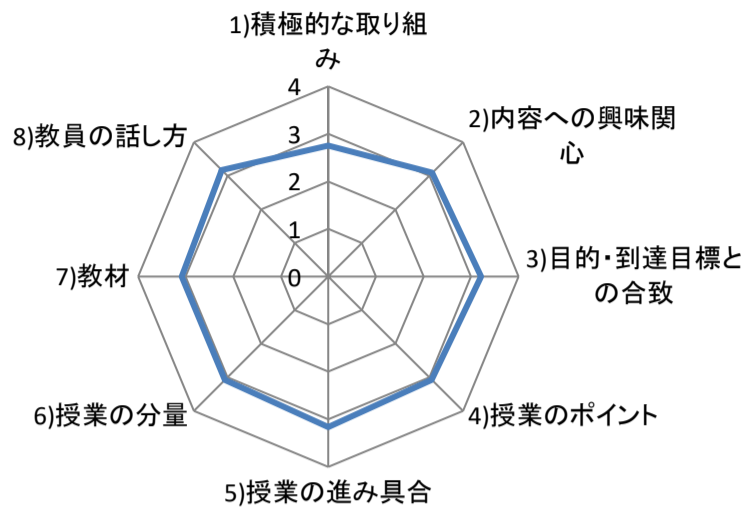 1)積極的な取り組
み
2)内容への興味関
心
3)目的・到達目標と
の合致
4)授業のポイント
5)授業の進み具合
6)授業の分量
7)教材
8)教員の話し方
4
3
2
1
0